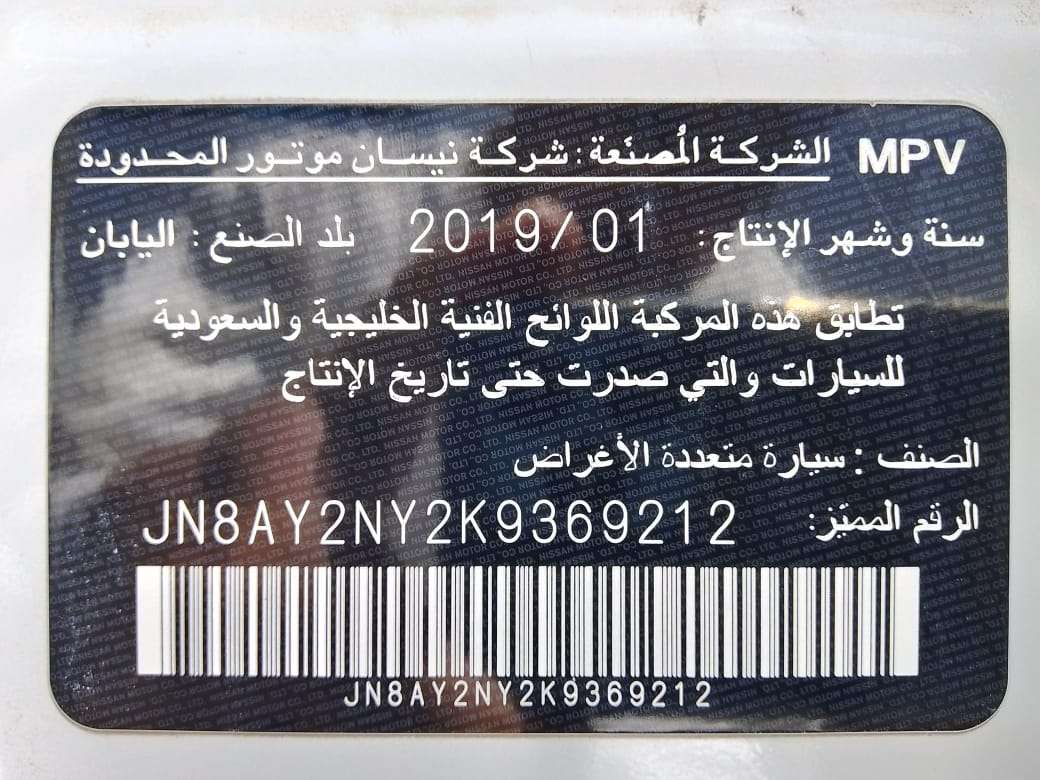 MPV الشركة المُصنَعة: شركة نيسان موتور المحدودة
سنة وشهر الإنتاج: 2019/01 بلد الصنع: اليابان
تطابق هذه المركبة اللوائح الفنية الخليجية والسعودية
للسيارات والتي صدرت حتى تاريخ الإنتاج
الصنف: سيارة متعددة الأغراض
الرقم المميّز: JN8AY2NY2K9369212
JN8AY2NY2K9369212